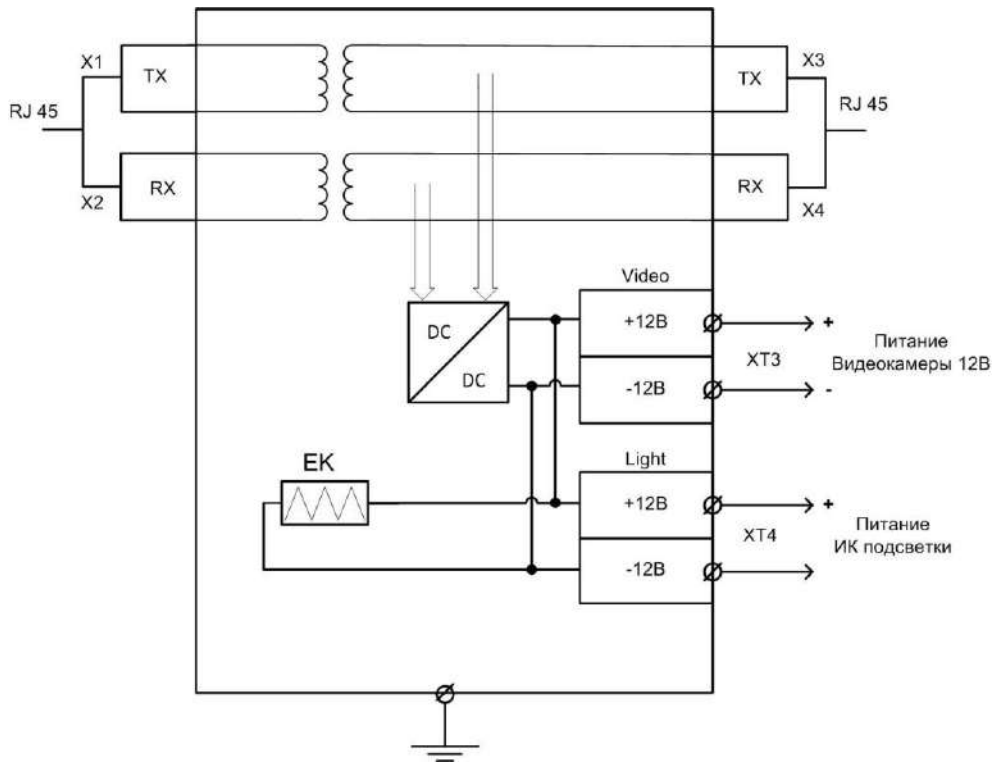 X1
TX
RJ 45
X2
RX
TX
X3
RJ 45
RX
X4
Video
DC
DC
+12В
-12В
XT3
+
-
Питание
Видеокамеры 12В
EK
Light
+12В
-12В
XT4
+
Питание
ИК подсветки